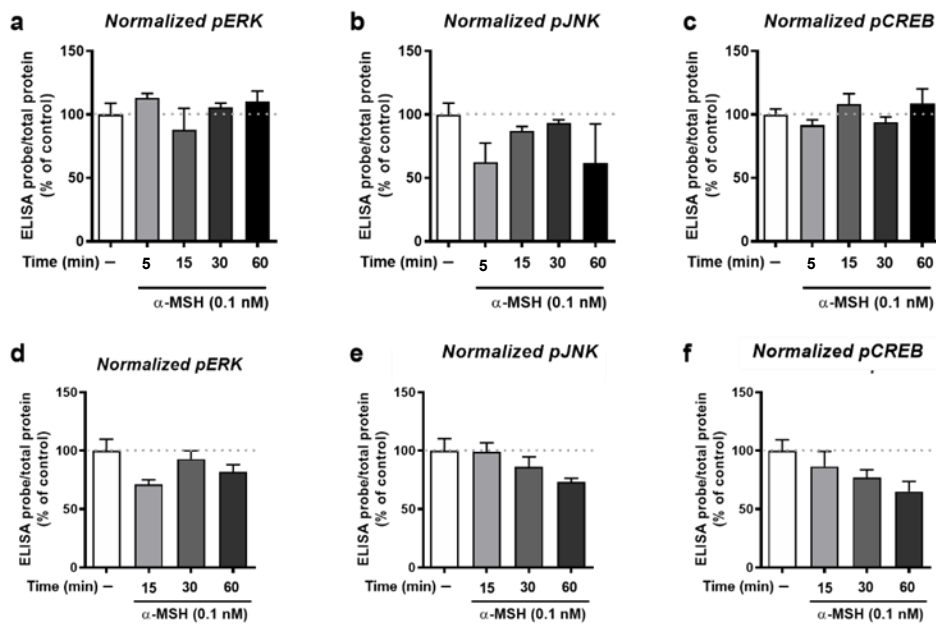 a
Normalized pERK
ELISA probe/total protein
(% of control)
150
100
50
0
Time (min) – 5 15 30 60
α-MSH (0.1 nM)
b
Normalized pJNK
ELISA probe/total protein
(% of control)
150
100
50
0
Time (min) – 5 15 30 60
α-MSH (0.1 nM)
c
Normalized pCREB
ELISA probe/total protein
(% of control)
150
100
50
0
Time (min) – 5 15 30 60
α-MSH (0.1 nM)
d
Normalized pERK
ELISA probe/total protein
(% of control)
150
100
50
0
Time (min) – 15 30 60
α-MSH (0.1 nM)
e
Normalized pJNK
ELISA probe/total protein
(% of control)
150
100
50
0
Time (min) – 15 30 60
α-MSH (0.1 nM)
f
Normalized pCREB
ELISA probe/total protein
(% of control)
150
100
50
0
Time (min) – 15 30 60
α-MSH (0.1 nM)